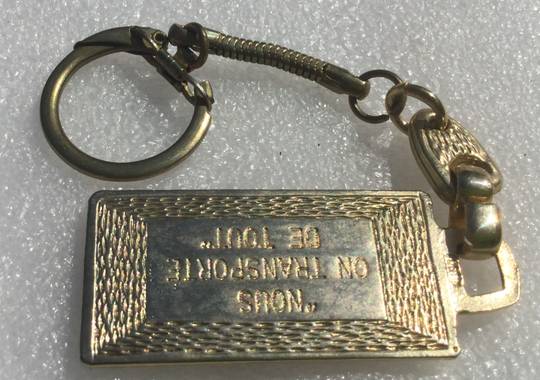 "NOUS
ON TRANSPORTE
DE TOUT"